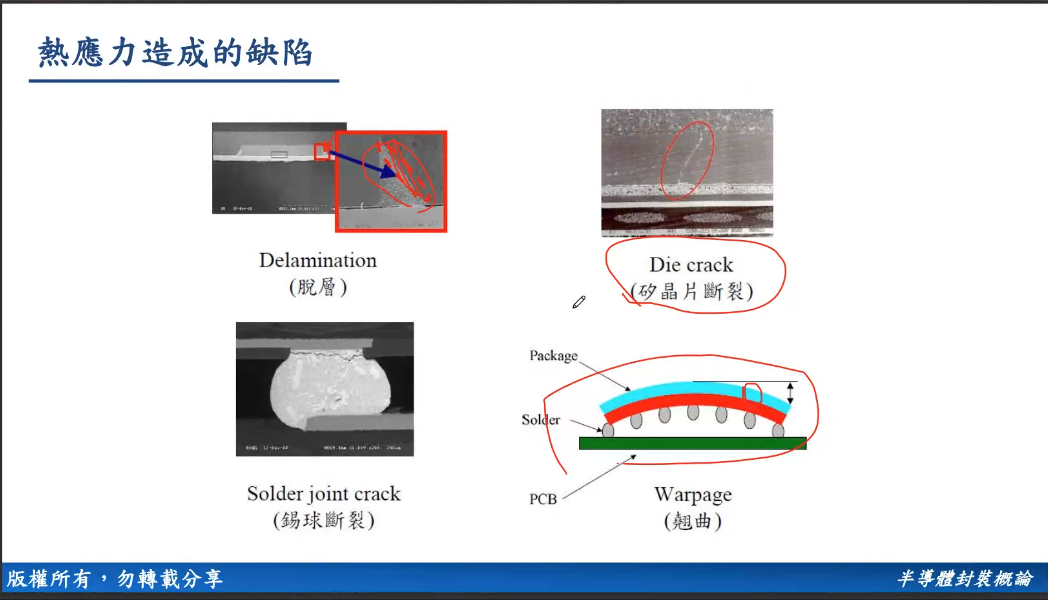 熱應力造成的缺陷
Delamination
(脫層)
Die crack
(矽晶片斷裂)
Solder joint crack
(錫球斷裂)
Package
Solder
PCB
Warpage
(翹曲)
版權所有，勿轉載分享
半導體封裝概論